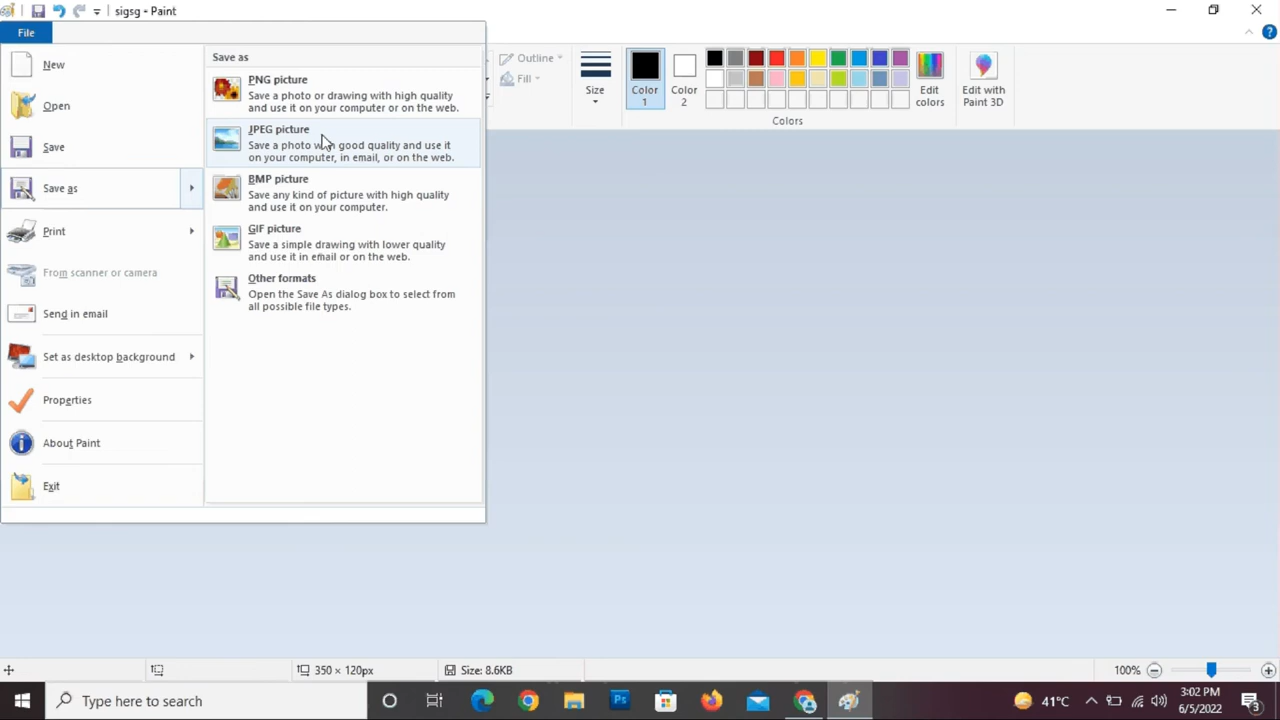 sigsg - Paint
File
New
Open
Save
Save as
Print
From scanner or camera
Send in email
Set as desktop background
Properties
About Paint
Exit
Save as
PNG picture
Save a photo or drawing with high quality
and use it on your computer or on the web.
JPEG picture
Save a photo with good quality and use it
on your computer, in email, or on the web.
BMP picture
Save any kind of picture with high quality
and use it on your computer.
GIF picture
Save a simple drawing with lower quality
and use it in email or on the web.
Other formats
Open the Save As dialog box to select from
all possible file types.
Outline
Fill
Size
Color
1
Color
2
Edit
colors
Edit with
Paint 3D
Colors
350 × 120px
Size: 8.6KB
100%
Type here to search
Ps
41°C
3:02 PM
6/5/2022
3